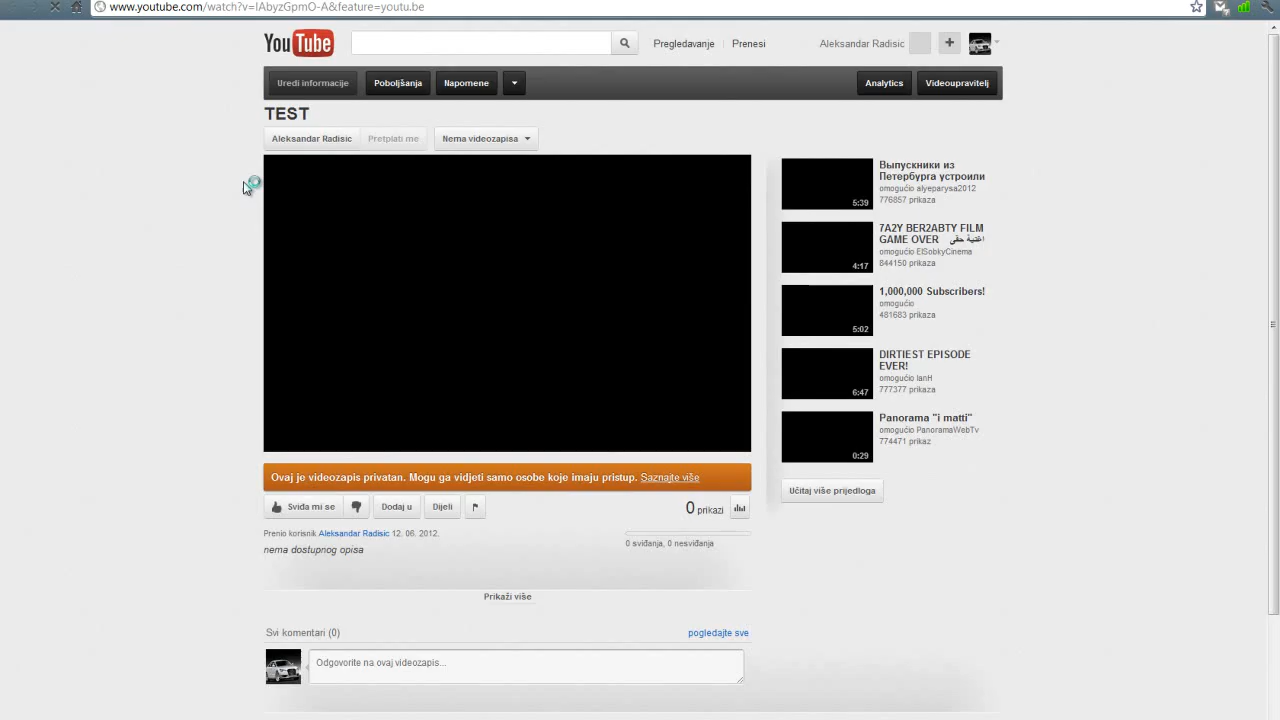 www.youtube.com/watch?v=IAbyzGpmO-A&feature=youtu.be
YouTube
Pregledavanje
Prenesi
Aleksandar Radisic
+
Uredi informacije
Poboljšanja
Napomene
Analytics
Videoupravitelj
TEST
Aleksandar Radisic
Pretplati me
Nema videozapisa
Ovaj je videozapis privatan. Mogu ga vidjeti samo osobe koje imaju pristup. Saznajte više
Sviđa mi se
Dodaj u
Dijeli
0 prikazi
Prenio korisnik Aleksandar Radisic 12. 06. 2012.
0 sviđanja, 0 nesviđanja
nema dostupnog opisa
Prikaži više
Svi komentari (0)
pogledajte sve
Odgovorite na ovaj videozapis...
5:39
Выпускники из
Петербурга устроили
omogućio alyeparysa2012
776857 prikaza
4:17
7A2Y BER2ABTY FILM
GAME OVER اغنية حقى
omogućio ElSobkyCinema
844150 prikaza
5:02
1,000,000 Subscribers!
omogućio
481683 prikaza
6:47
DIRTIEST EPISODE
EVER!
omogućio IanH
777377 prikaza
0:29
Panorama "i matti"
omogućio PanoramaWebTv
774471 prikaz
Učitaj više prijedloga